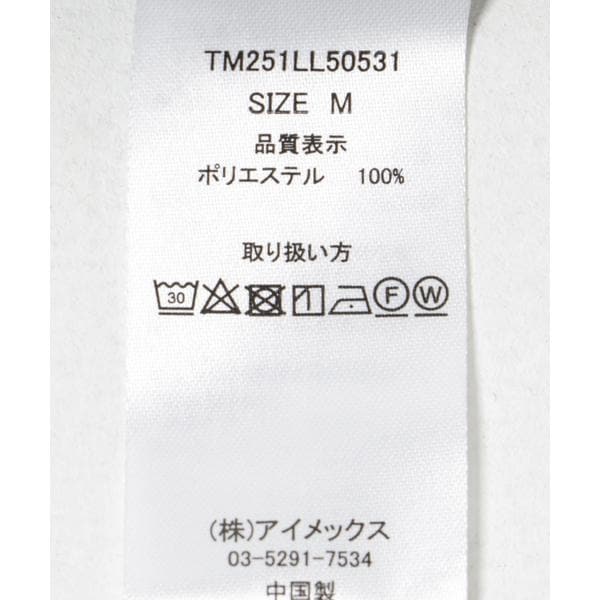 TM251LL50531
SIZE M
品質表示
ポリエステル 100%
取り扱い方
30 F W
(株)アイメックス
03-5291-7534
中国製